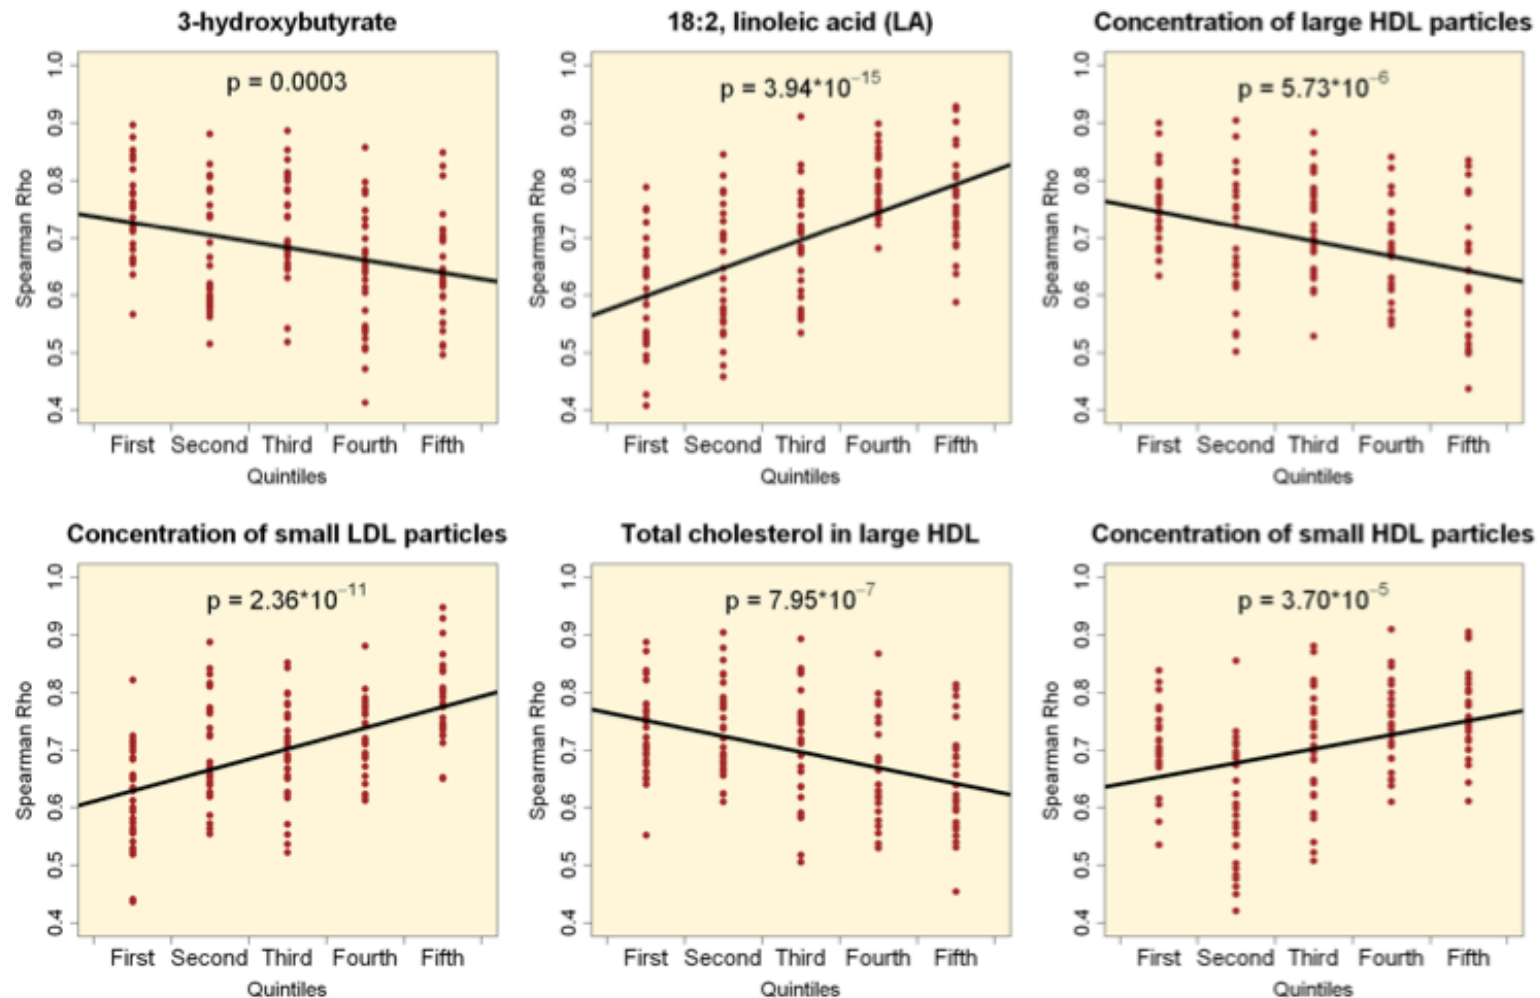 3-hydroxybutyrate
p = 0.0003
Spearman Rho
1.0
0.9
0.8
0.7
0.6
0.5
0.4
First Second Third Fourth Fifth
Quintiles
18:2, linoleic acid (LA)
p = 3.94*10⁻¹⁵
Spearman Rho
1.0
0.9
0.8
0.7
0.6
0.5
0.4
First Second Third Fourth Fifth
Quintiles
Concentration of large HDL particles
p = 5.73*10⁻⁶
Spearman Rho
1.0
0.9
0.8
0.7
0.6
0.5
0.4
First Second Third Fourth Fifth
Quintiles
Concentration of small LDL particles
p = 2.36*10⁻¹¹
Spearman Rho
1.0
0.9
0.8
0.7
0.6
0.5
0.4
First Second Third Fourth Fifth
Quintiles
Total cholesterol in large HDL
p = 7.95*10⁻⁷
Spearman Rho
1.0
0.9
0.8
0.7
0.6
0.5
0.4
First Second Third Fourth Fifth
Quintiles
Concentration of small HDL particles
p = 3.70*10⁻⁵
Spearman Rho
1.0
0.9
0.8
0.7
0.6
0.5
0.4
First Second Third Fourth Fifth
Quintiles